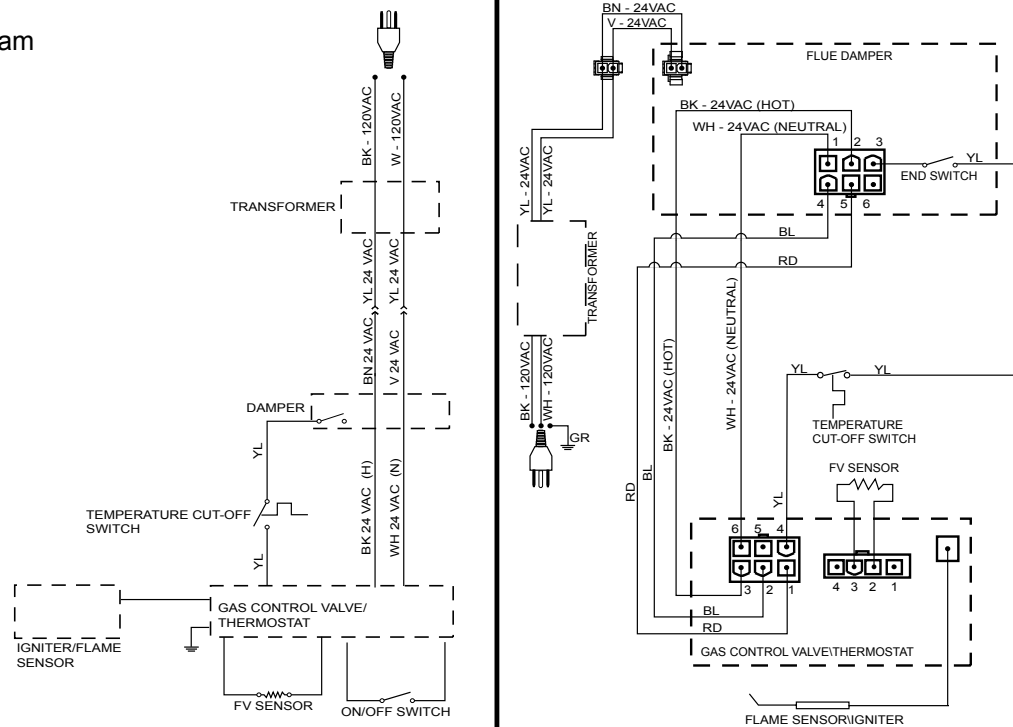 am
BK - 120VAC
W - 120VAC
TRANSFORMER
YL 24 VAC
YL 24 VAC
BN 24 VAC
V 24 VAC
DAMPER
YL
BK 24 VAC (H)
WH 24 VAC (N)
TEMPERATURE CUT-OFF
SWITCH
YL
GAS CONTROL VALVE/
THERMOSTAT
IGNITER/FLAME
SENSOR
FV SENSOR
ON/OFF SWITCH
BN - 24VAC
V - 24VAC
FLUE DAMPER
BK - 24VAC (HOT)
WH - 24VAC (NEUTRAL)
1 2 3
YL
END SWITCH
4 5 6
YL - 24VAC
YL - 24VAC
BL
RD
TRANSFORMER
BK - 120VAC
WH - 120VAC
GR
BK - 24VAC (HOT)
WH - 24VAC (NEUTRAL)
YL
YL
TEMPERATURE
CUT-OFF SWITCH
FV SENSOR
RD
BL
YL
6 5 4
3 2 1
4 3 2 1
BL
RD
GAS CONTROL VALVE\THERMOSTAT
FLAME SENSOR\IGNITER